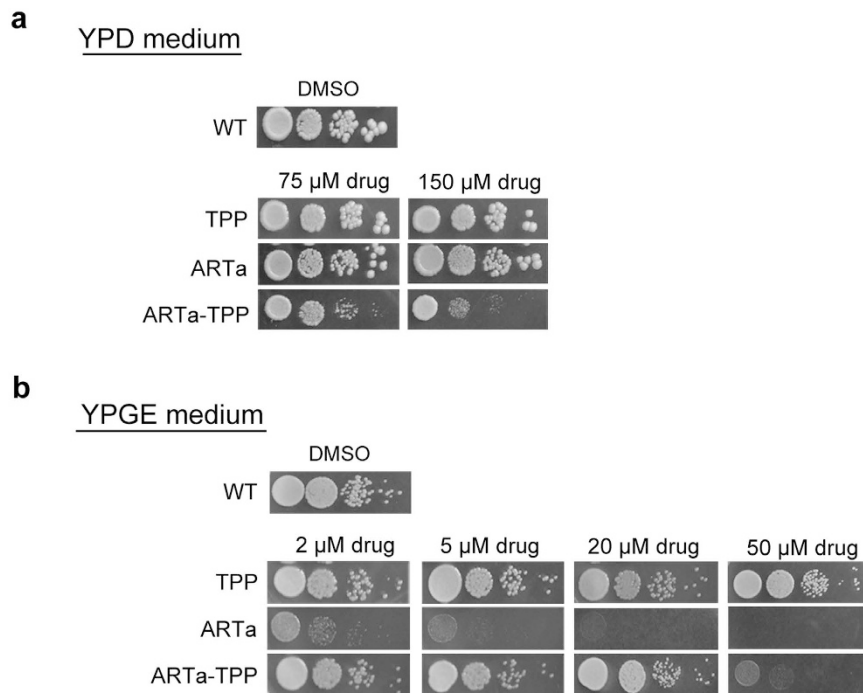 a
YPD medium
DMSO
WT
75 µM drug 150 µM drug
TPP
ARTa
ARTa-TPP
b
YPGE medium
DMSO
WT
2 µM drug 5 µM drug 20 µM drug 50 µM drug
TPP
ARTa
ARTa-TPP